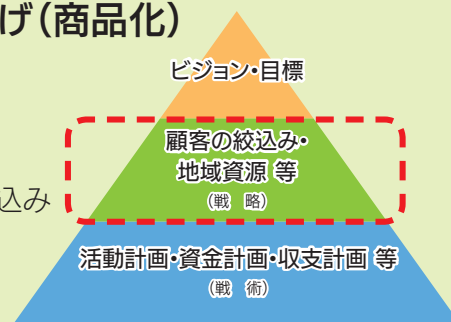 げ（商品化）
ビジョン・目標
顧客の絞込み・
地域資源 等
（戦　略）
込み
活動計画・資金計画・収支計画 等
（戦　術）